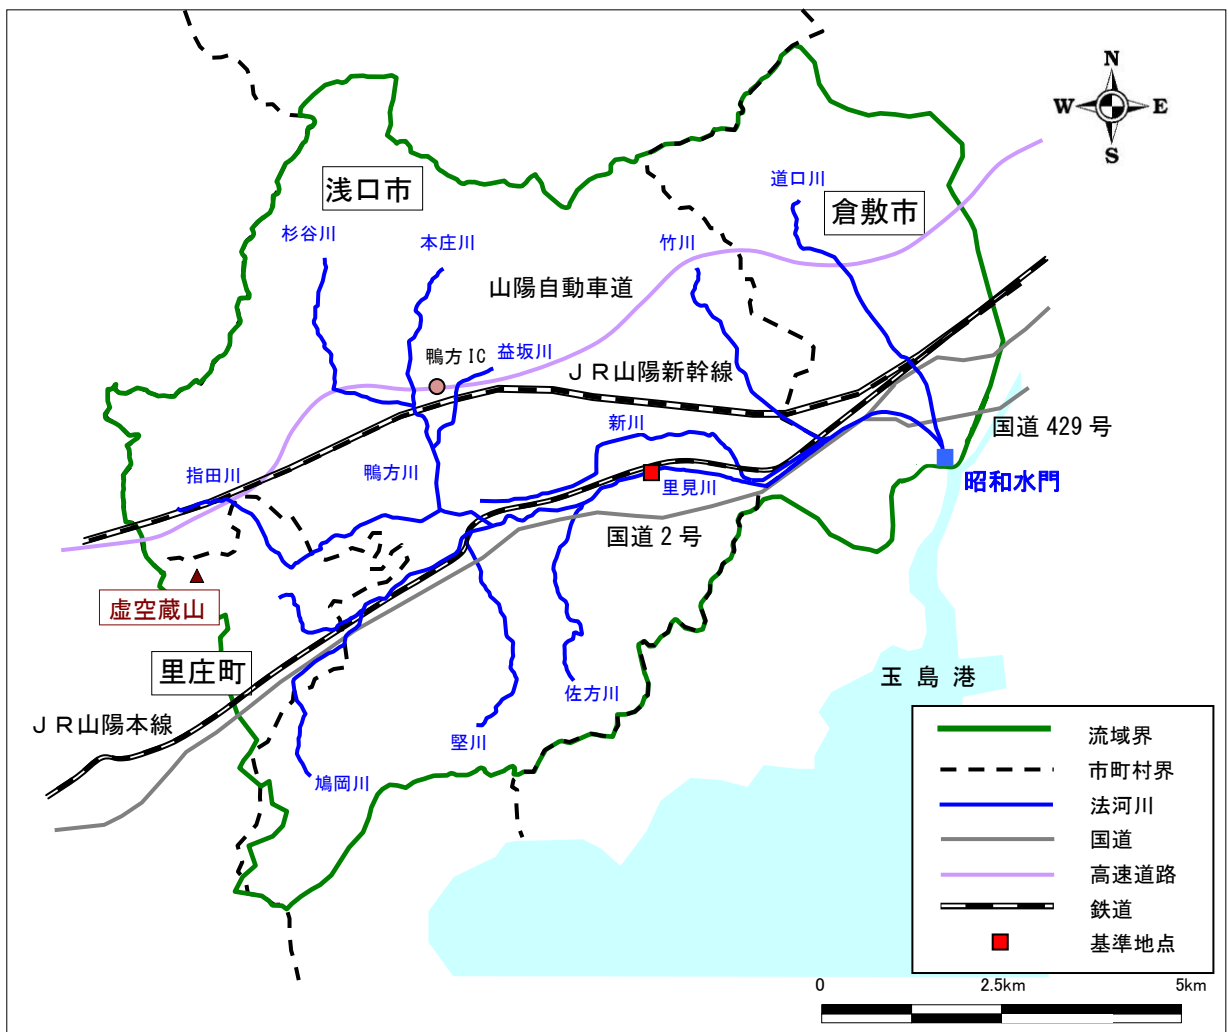 N
W
E
S
浅口市
道口川
倉敷市
杉谷川
本庄川
竹川
山陽自動車道
鴨方IC
益坂川
JR山陽新幹線
新川
国道429号
指田川
鴨方川
里見川
昭和水門
国道2号
虚空蔵山
里庄町
玉島港
佐方川
JR山陽本線
竪川
鳩岡川
流域界
市町村界
法河川
国道
高速道路
鉄道
基準地点
0
2.5km
5km